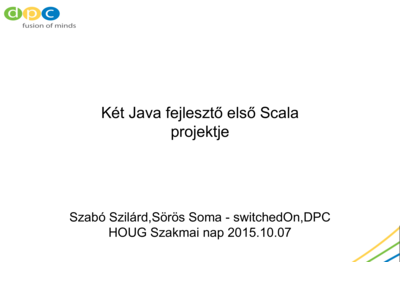 dpc
fusion of minds
Két Java fejlesztő első Scala
projektje
Szabó Szilárd,Sörös Soma - switchedOn,DPC
HOUG Szakmai nap 2015.10.07